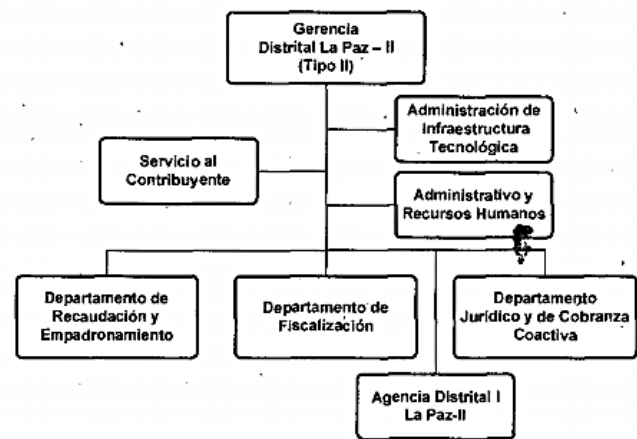 Gerencia
Distrital La Paz – II
(Tipo II)
Administración de
Infraestructura
Tecnológica
Servicio al
Contribuyente
Administrativo y
Recursos Humanos
Departamento de
Recaudación y
Empadronamiento
Departamento de
Fiscalización
Departamento
Jurídico y de Cobranza
Coactiva
Agencia Distrital I
La Paz-II